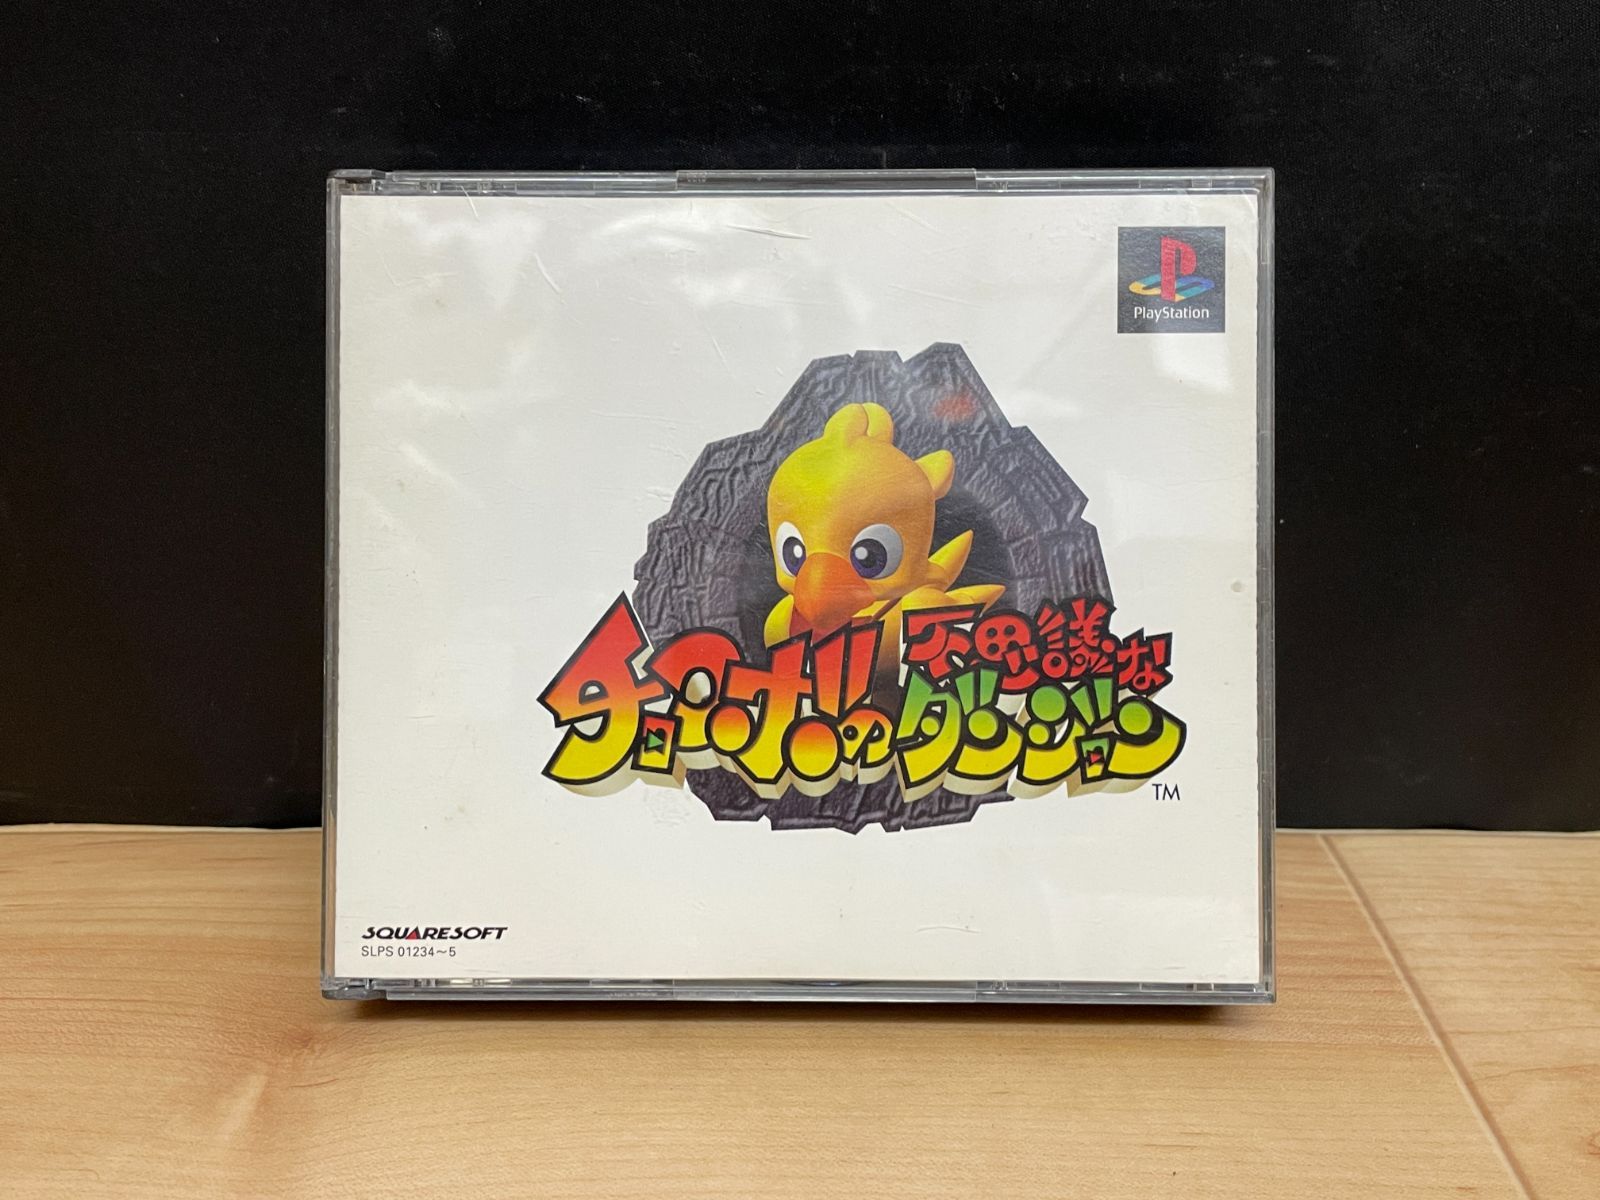 PlayStation
チョコボの
不思議な
ダンジョン
TM
SQUARESOFT
SLPS 01234～5